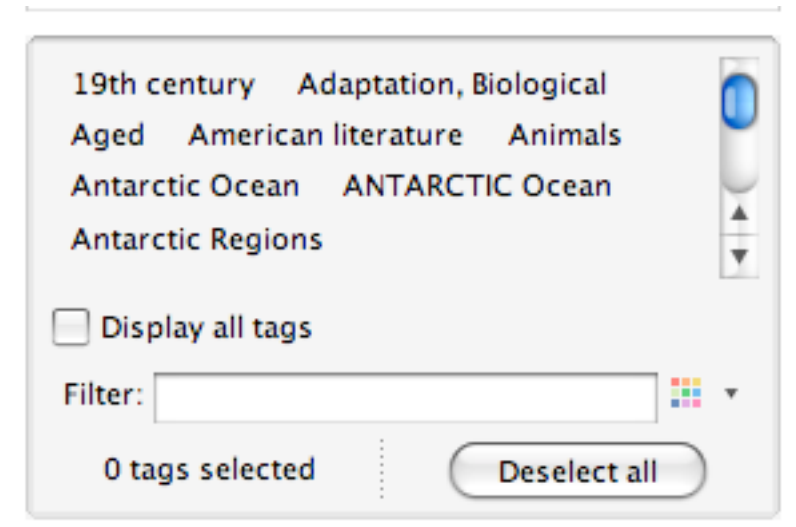 19th century Adaptation, Biological
Aged American literature Animals
Antarctic Ocean ANTARCTIC Ocean
Antarctic Regions
Display all tags
Filter:
0 tags selected Deselect all